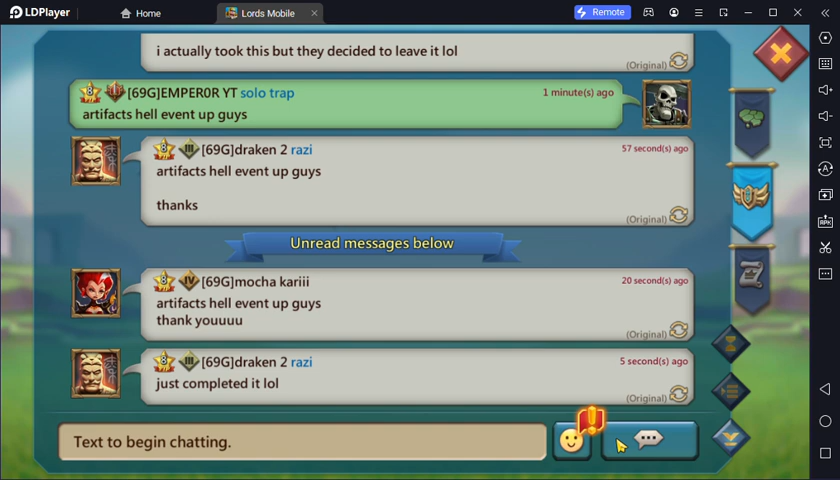 LDPlayer
Home
Lords Mobile
Remote
i actually took this but they decided to leave it lol
(Original)
[69G]EMPER0R YT solo trap
1 minute(s) ago
artifacts hell event up guys
[69G]draken 2 razi
57 second(s) ago
artifacts hell event up guys
thanks
(Original)
Unread messages below
[69G]mocha kariii
20 second(s) ago
artifacts hell event up guys
thank youuuu
(Original)
[69G]draken 2 razi
5 second(s) ago
just completed it lol
(Original)
Text to begin chatting.